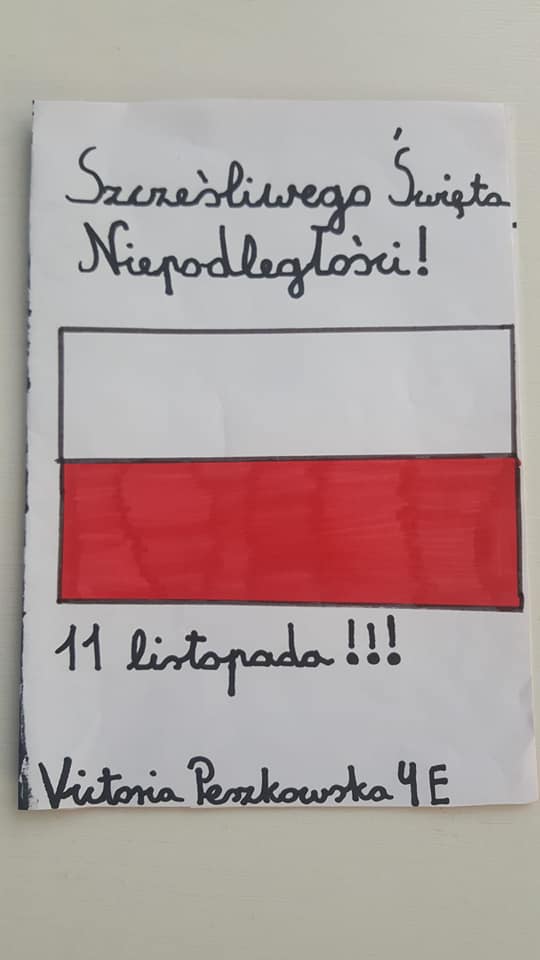 Szcześliwego Święta
Niepodległości!
11 listopada!!!
Victoria Peszkowska 4E